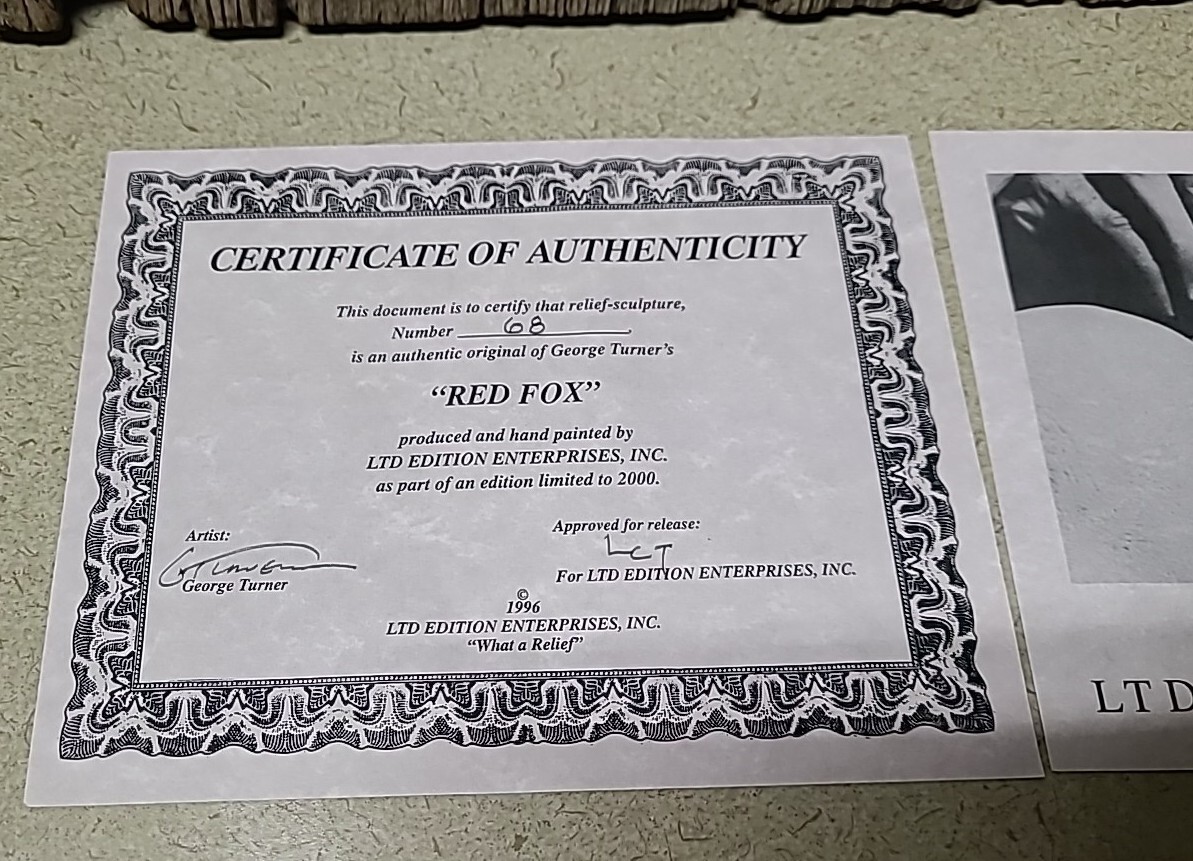 CERTIFICATE OF AUTHENTICITY
This document is to certify that relief-sculpture,
Number 68,
is an authentic original of George Turner's
"RED FOX"
produced and hand painted by
LTD EDITION ENTERPRISES, INC.
as part of an edition limited to 2000.
Artist:
G Turner
George Turner
Approved for release:
LCT
For LTD EDITION ENTERPRISES, INC.
©
1996
LTD EDITION ENTERPRISES, INC.
"What a Relief"
LTD